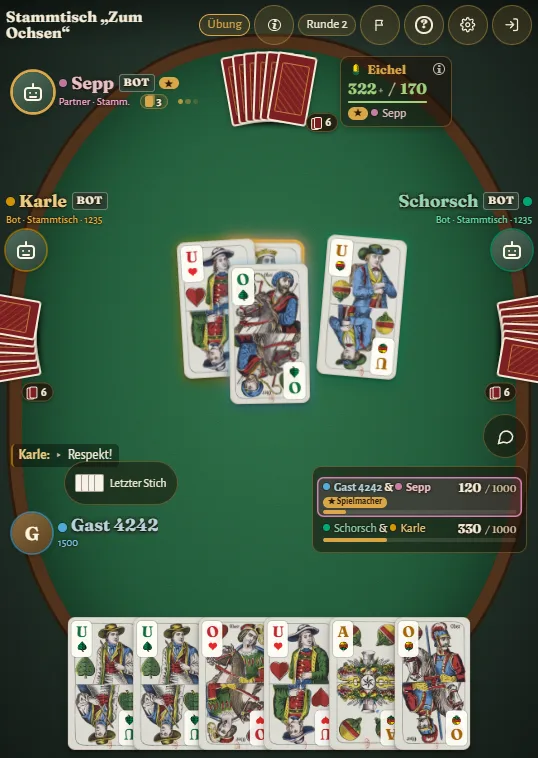 Stammtisch „Zum Ochsen“
Übung
Runde 2
?
Sepp BOT ★
Partner · Stamm. 3
Eichel
322 / 170
★ Sepp
6
Karle BOT
Bot · Stammtisch · 1235
Schorsch BOT
Bot · Stammtisch · 1235
U
U
O
O
U
U
6
6
Karle: ‣ Respekt!
Letzter Stich
Gast 4242 & Sepp 120 / 1000
★ Spielmacher
Schorsch & Karle 330 / 1000
G
Gast 4242
1500
U
U
O
Ober
U
A
O
Ober
U
U
O
U
A
O